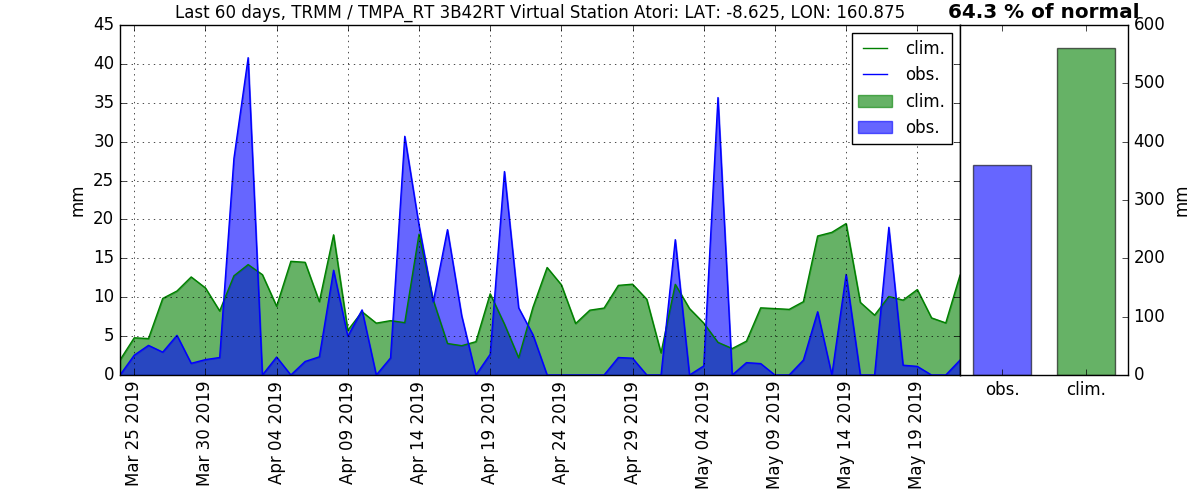 Last 60 days, TRMM / TMPA_RT 3B42RT Virtual Station Atori: LAT: -8.625, LON: 160.875
64.3 % of normal
mm
45
40
35
30
25
20
15
10
5
0
clim.
obs.
clim.
obs.
600
500
400
300
200
100
0
mm
Mar 25 2019
Mar 30 2019
Apr 04 2019
Apr 09 2019
Apr 14 2019
Apr 19 2019
Apr 24 2019
Apr 29 2019
May 04 2019
May 09 2019
May 14 2019
May 19 2019
obs.
clim.